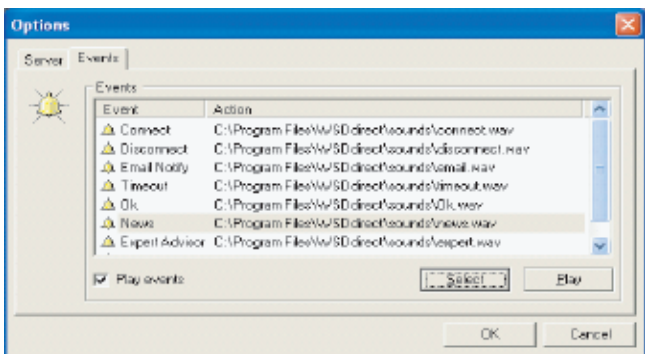 Options
Server Events
Events
Event Action
Connect C:\Program Files\WSDdirect\sounds\connect.wav
Disconnect C:\Program Files\WSDdirect\sounds\disconnect.wav
Email Notify C:\Program Files\WSDdirect\sounds\email.wav
Timeout C:\Program Files\WSDdirect\sounds\timeout.wav
Ok C:\Program Files\WSDdirect\sounds\Ok.wav
News C:\Program Files\WSDdirect\sounds\news.wav
Expert Advisor C:\Program Files\WSDdirect\sounds\expert.wav
Play events Select Play
OK Cancel